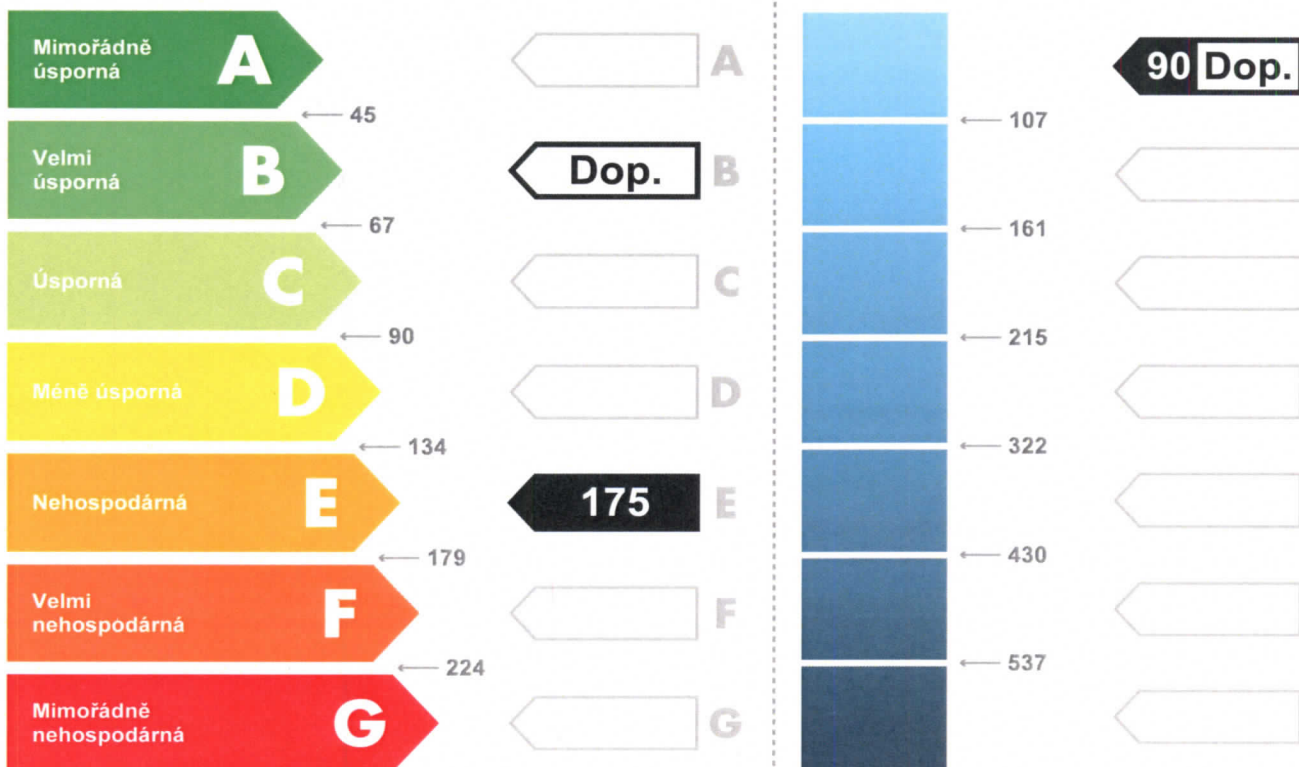 Mimořádně
úsporná
A
A
90 Dop.
45
107
Velmi
úsporná
B
Dop.
B
67
161
Úsporná
C
C
90
215
Méně úsporná
D
D
134
322
Nehospodárná
E
175
E
179
430
Velmi
nehospodárná
F
F
224
537
Mimořádně
nehospodárná
G
G